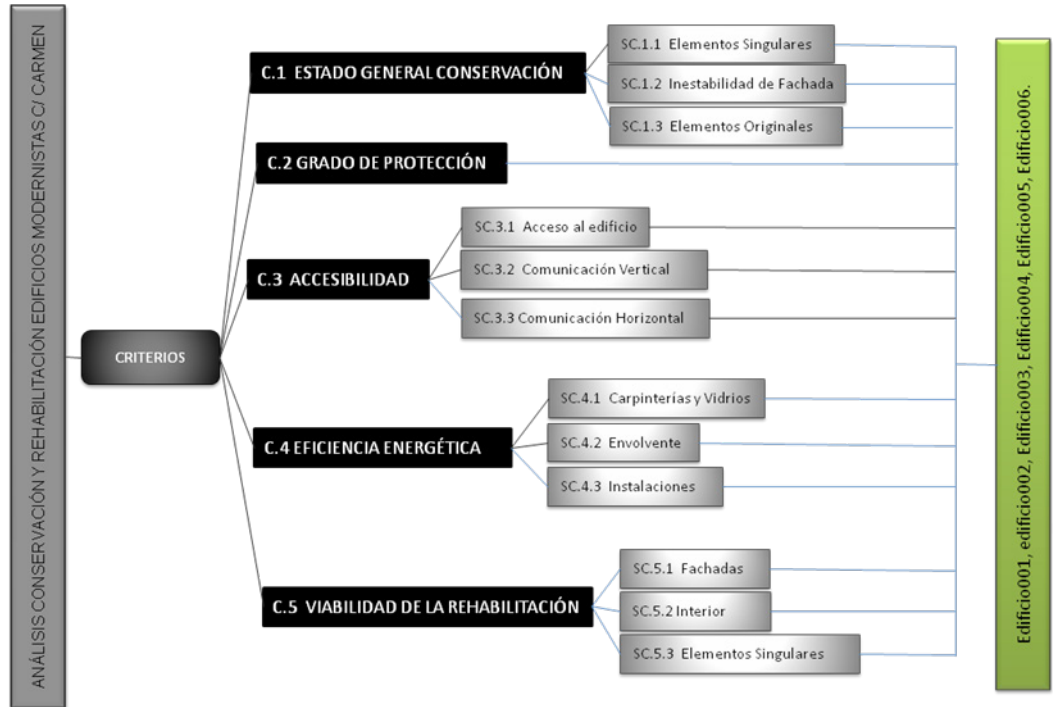 ANÁLISIS CONSERVACIÓN Y REHABILITACIÓN EDIFICIOS MODERNISTAS C/ CARMEN
CRITERIOS
C.1 ESTADO GENERAL CONSERVACIÓN
SC.1.1 Elementos Singulares
SC.1.2 Inestabilidad de Fachada
SC.1.3 Elementos Originales
C.2 GRADO DE PROTECCIÓN
C.3 ACCESIBILIDAD
SC.3.1 Acceso al edificio
SC.3.2 Comunicación Vertical
SC.3.3 Comunicación Horizontal
C.4 EFICIENCIA ENERGÉTICA
SC.4.1 Carpinterías y Vidrios
SC.4.2 Envolvente
SC.4.3 Instalaciones
C.5 VIABILIDAD DE LA REHABILITACIÓN
SC.5.1 Fachadas
SC.5.2 Interior
SC.5.3 Elementos Singulares
Edificio001, edificio002, Edificio003, Edificio004, Edificio005, Edificio006.